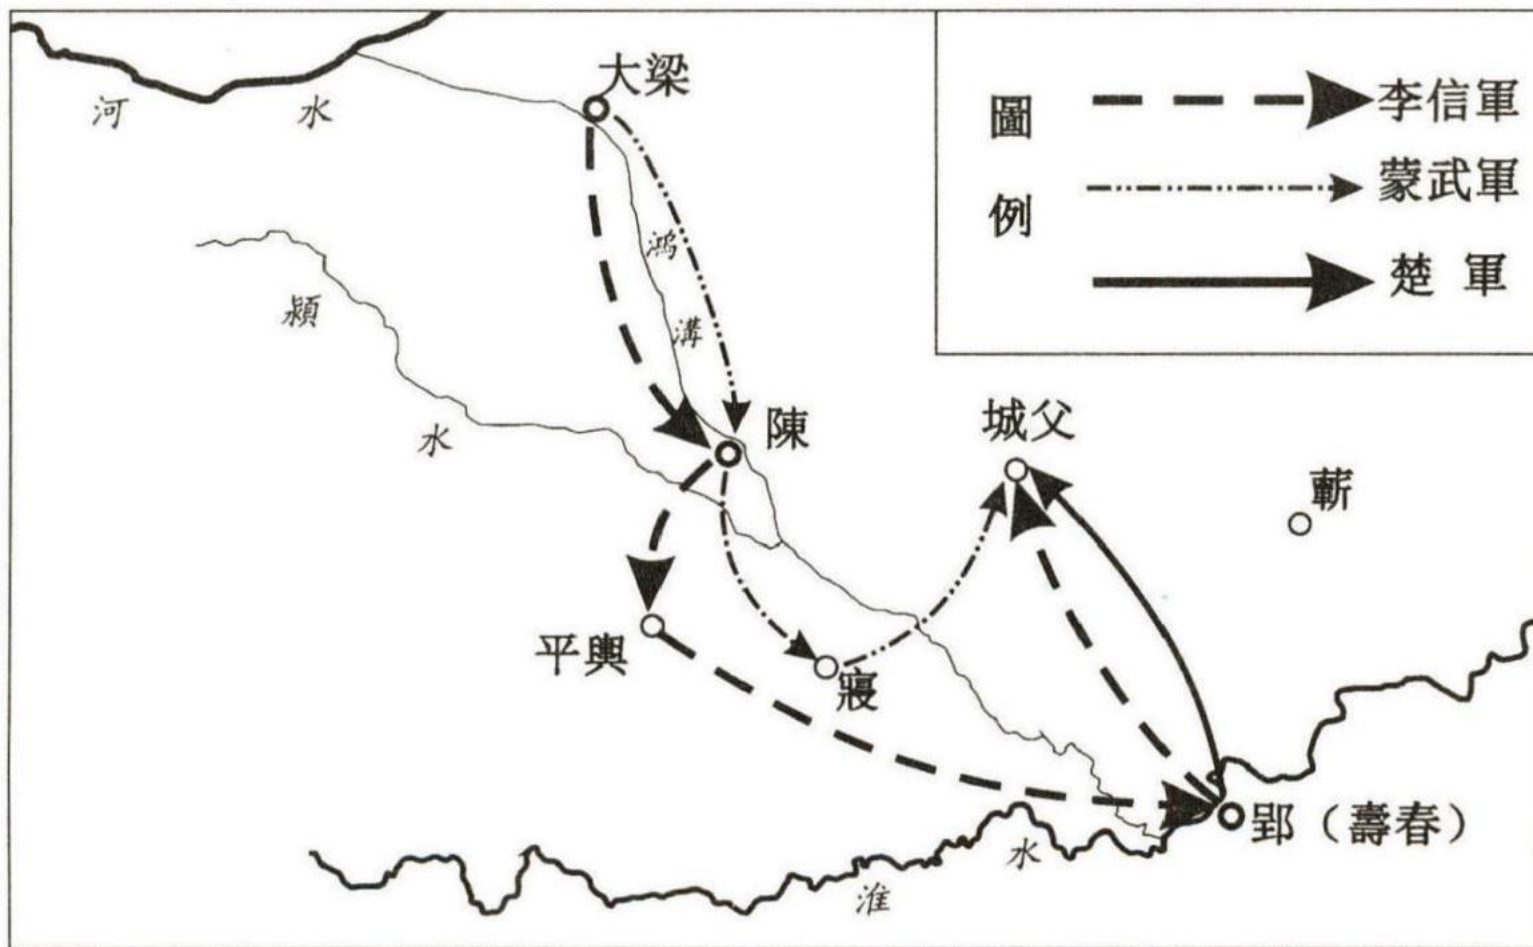 大梁
河 水
圖例
李信軍
蒙武軍
楚 軍
鴻溝
潁水
陳
城父
蘄
平輿
寢
郢（壽春）
淮水